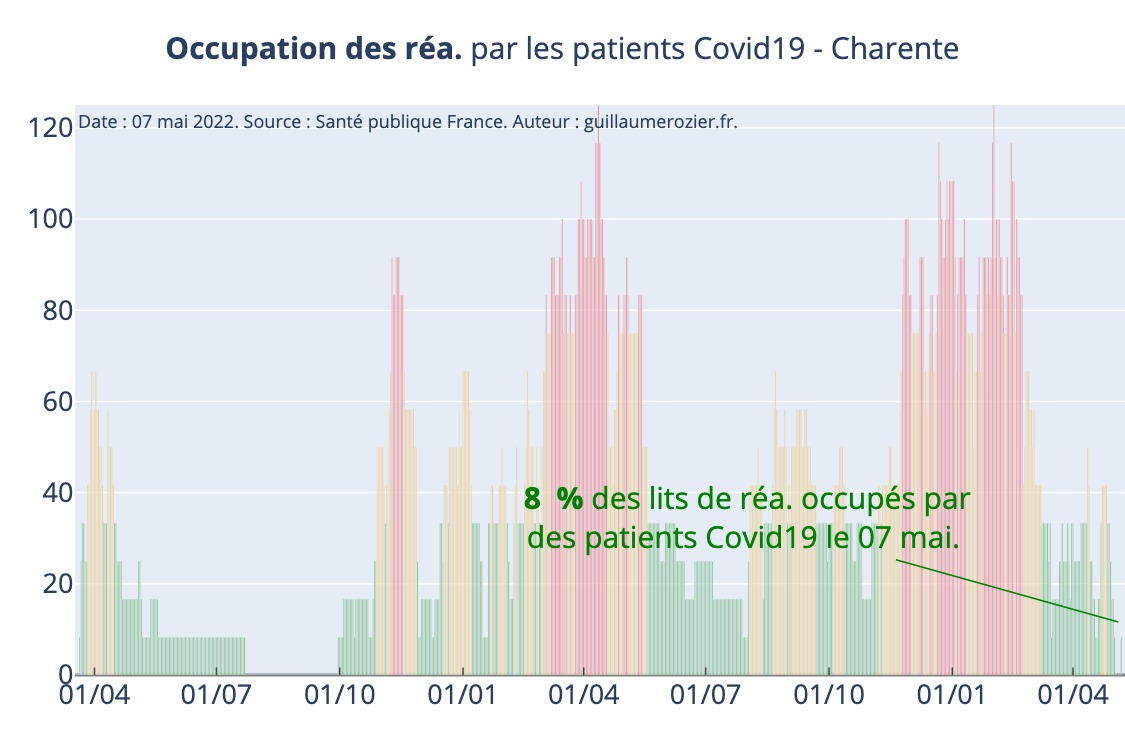 Occupation des réa. par les patients Covid19 - Charente
Date : 07 mai 2022. Source : Santé publique France. Auteur : guillaumerozier.fr.
120
100
80
60
40
20
0
8 % des lits de réa. occupés par
des patients Covid19 le 07 mai.
01/04 01/07 01/10 01/01 01/04 01/07 01/10 01/01 01/04